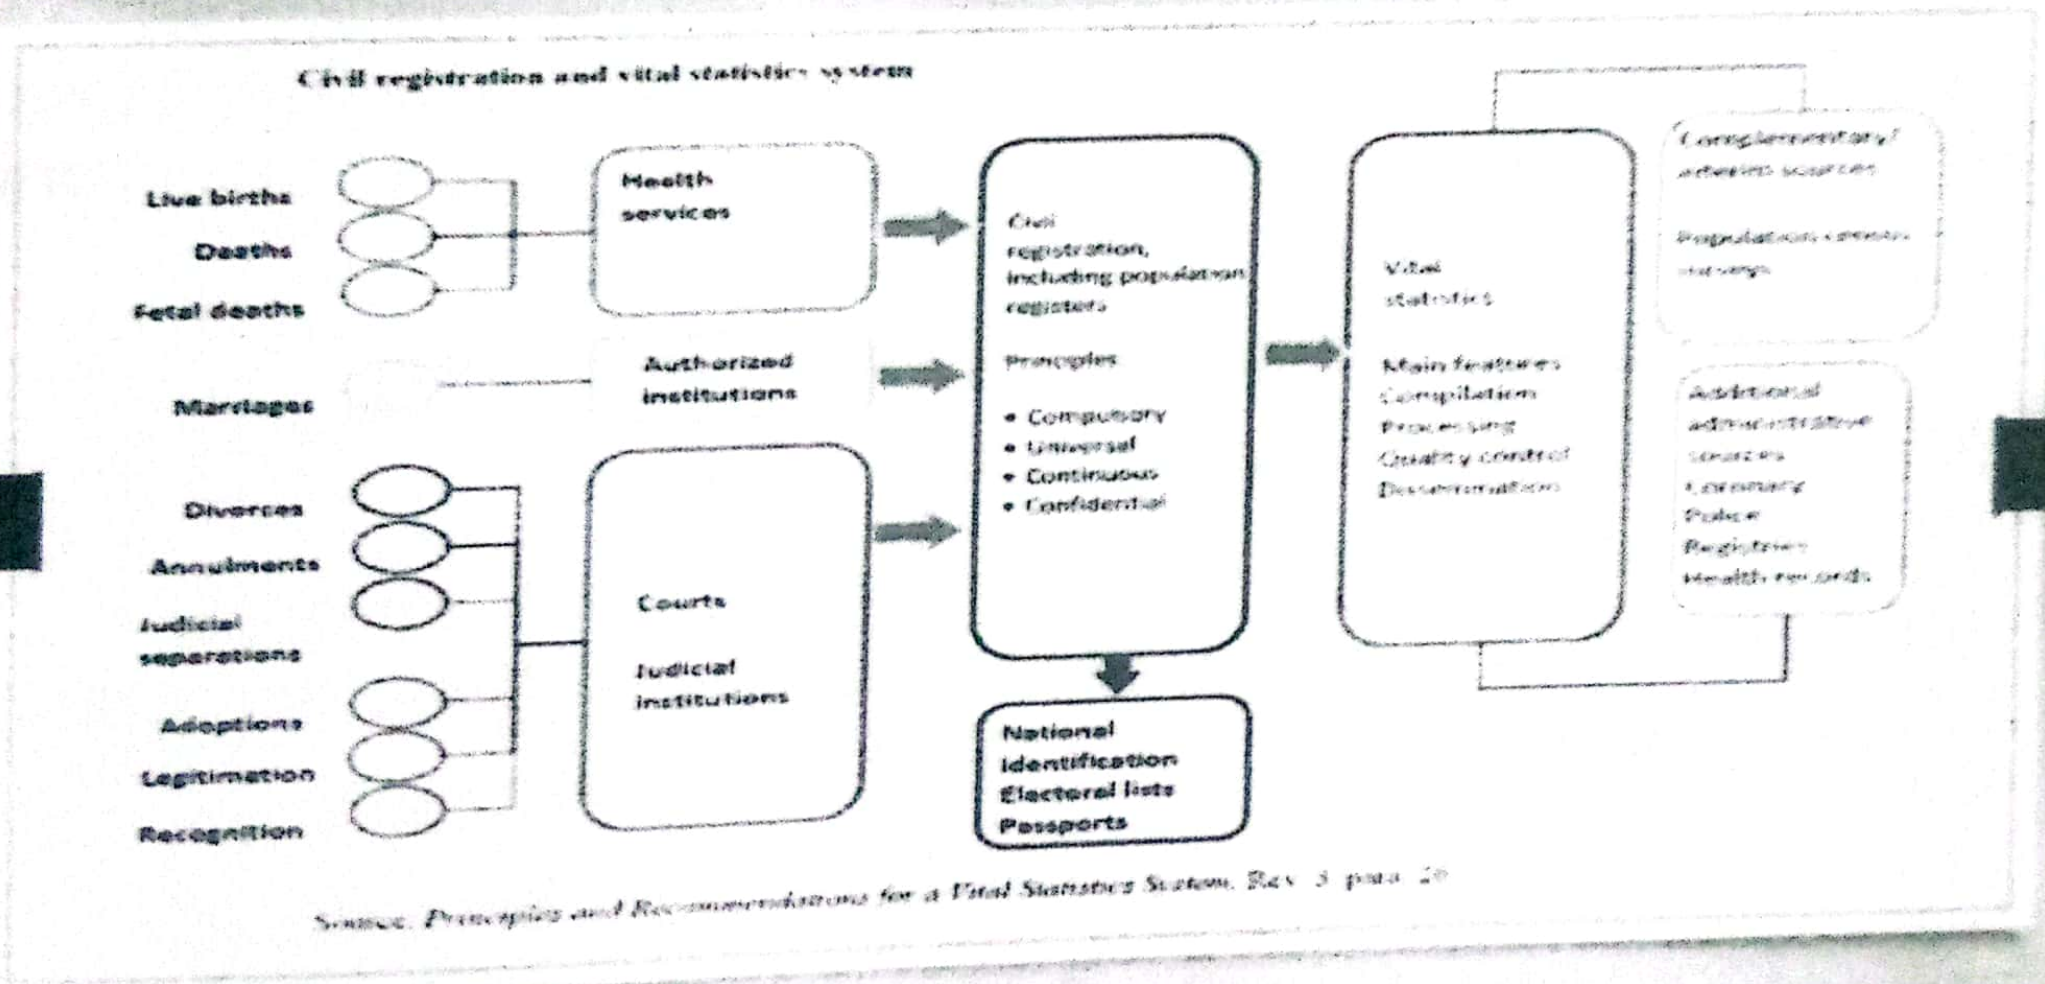 Civil registration and vital statistics system
Live births
Deaths
Fetal deaths
Marriages
Divorces
Annulments
Judicial
separations
Adoptions
Legitimation
Recognition
Health
services
Authorized
institutions
Courts
Judicial
institutions
Civil
registration,
including population
registers
Principles
• Compulsory
• Universal
• Continuous
• Confidential
National
identification
Electoral lists
Passports
Vital
statistics
Main features
Compilation
Processing
Quality control
Dissemination
Complementary/
interim sources
Population census
surveys
Additional
administrative
sources
Police
Registries
Health records
Source: Principles and Recommendations for a Vital Statistics System, Rev. 3 para